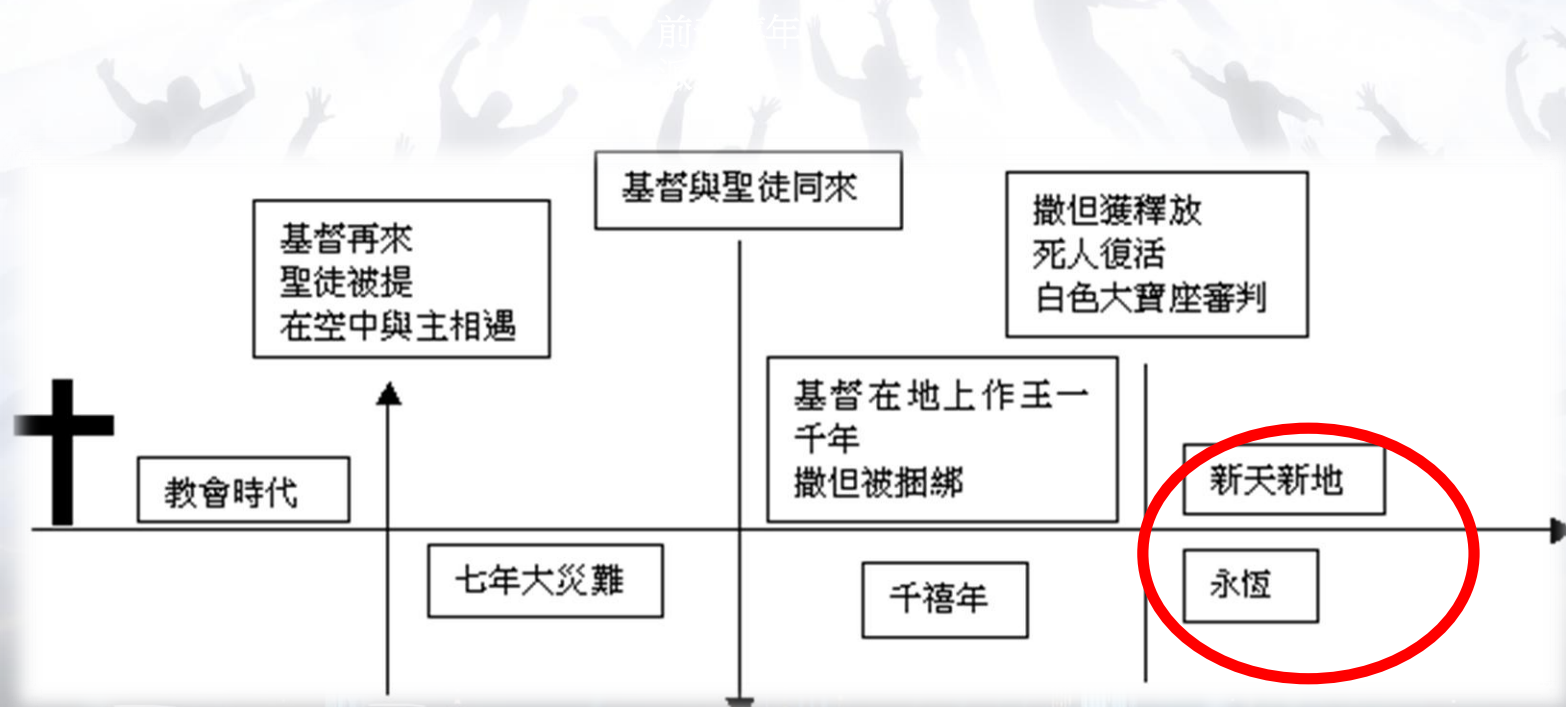 基督與聖徒同來
基督再來
聖徒被提
在空中與主相遇
撒但獲釋放
死人復活
白色大寶座審判
基督在地上作王一
千年
撒但被捆綁
教會時代
新天新地
七年大災難
千禧年
永恆